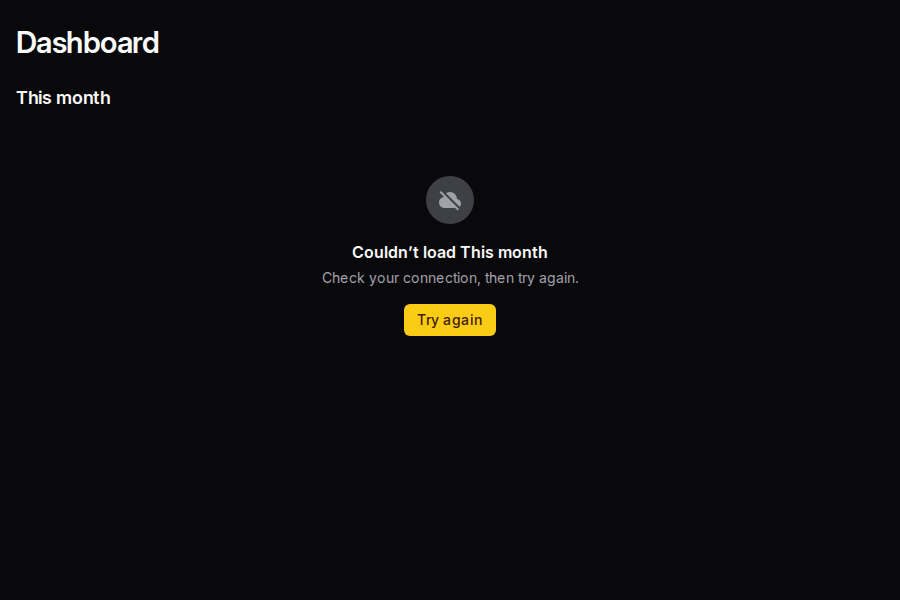 Dashboard
This month
Couldn’t load This month
Check your connection, then try again.
Try again